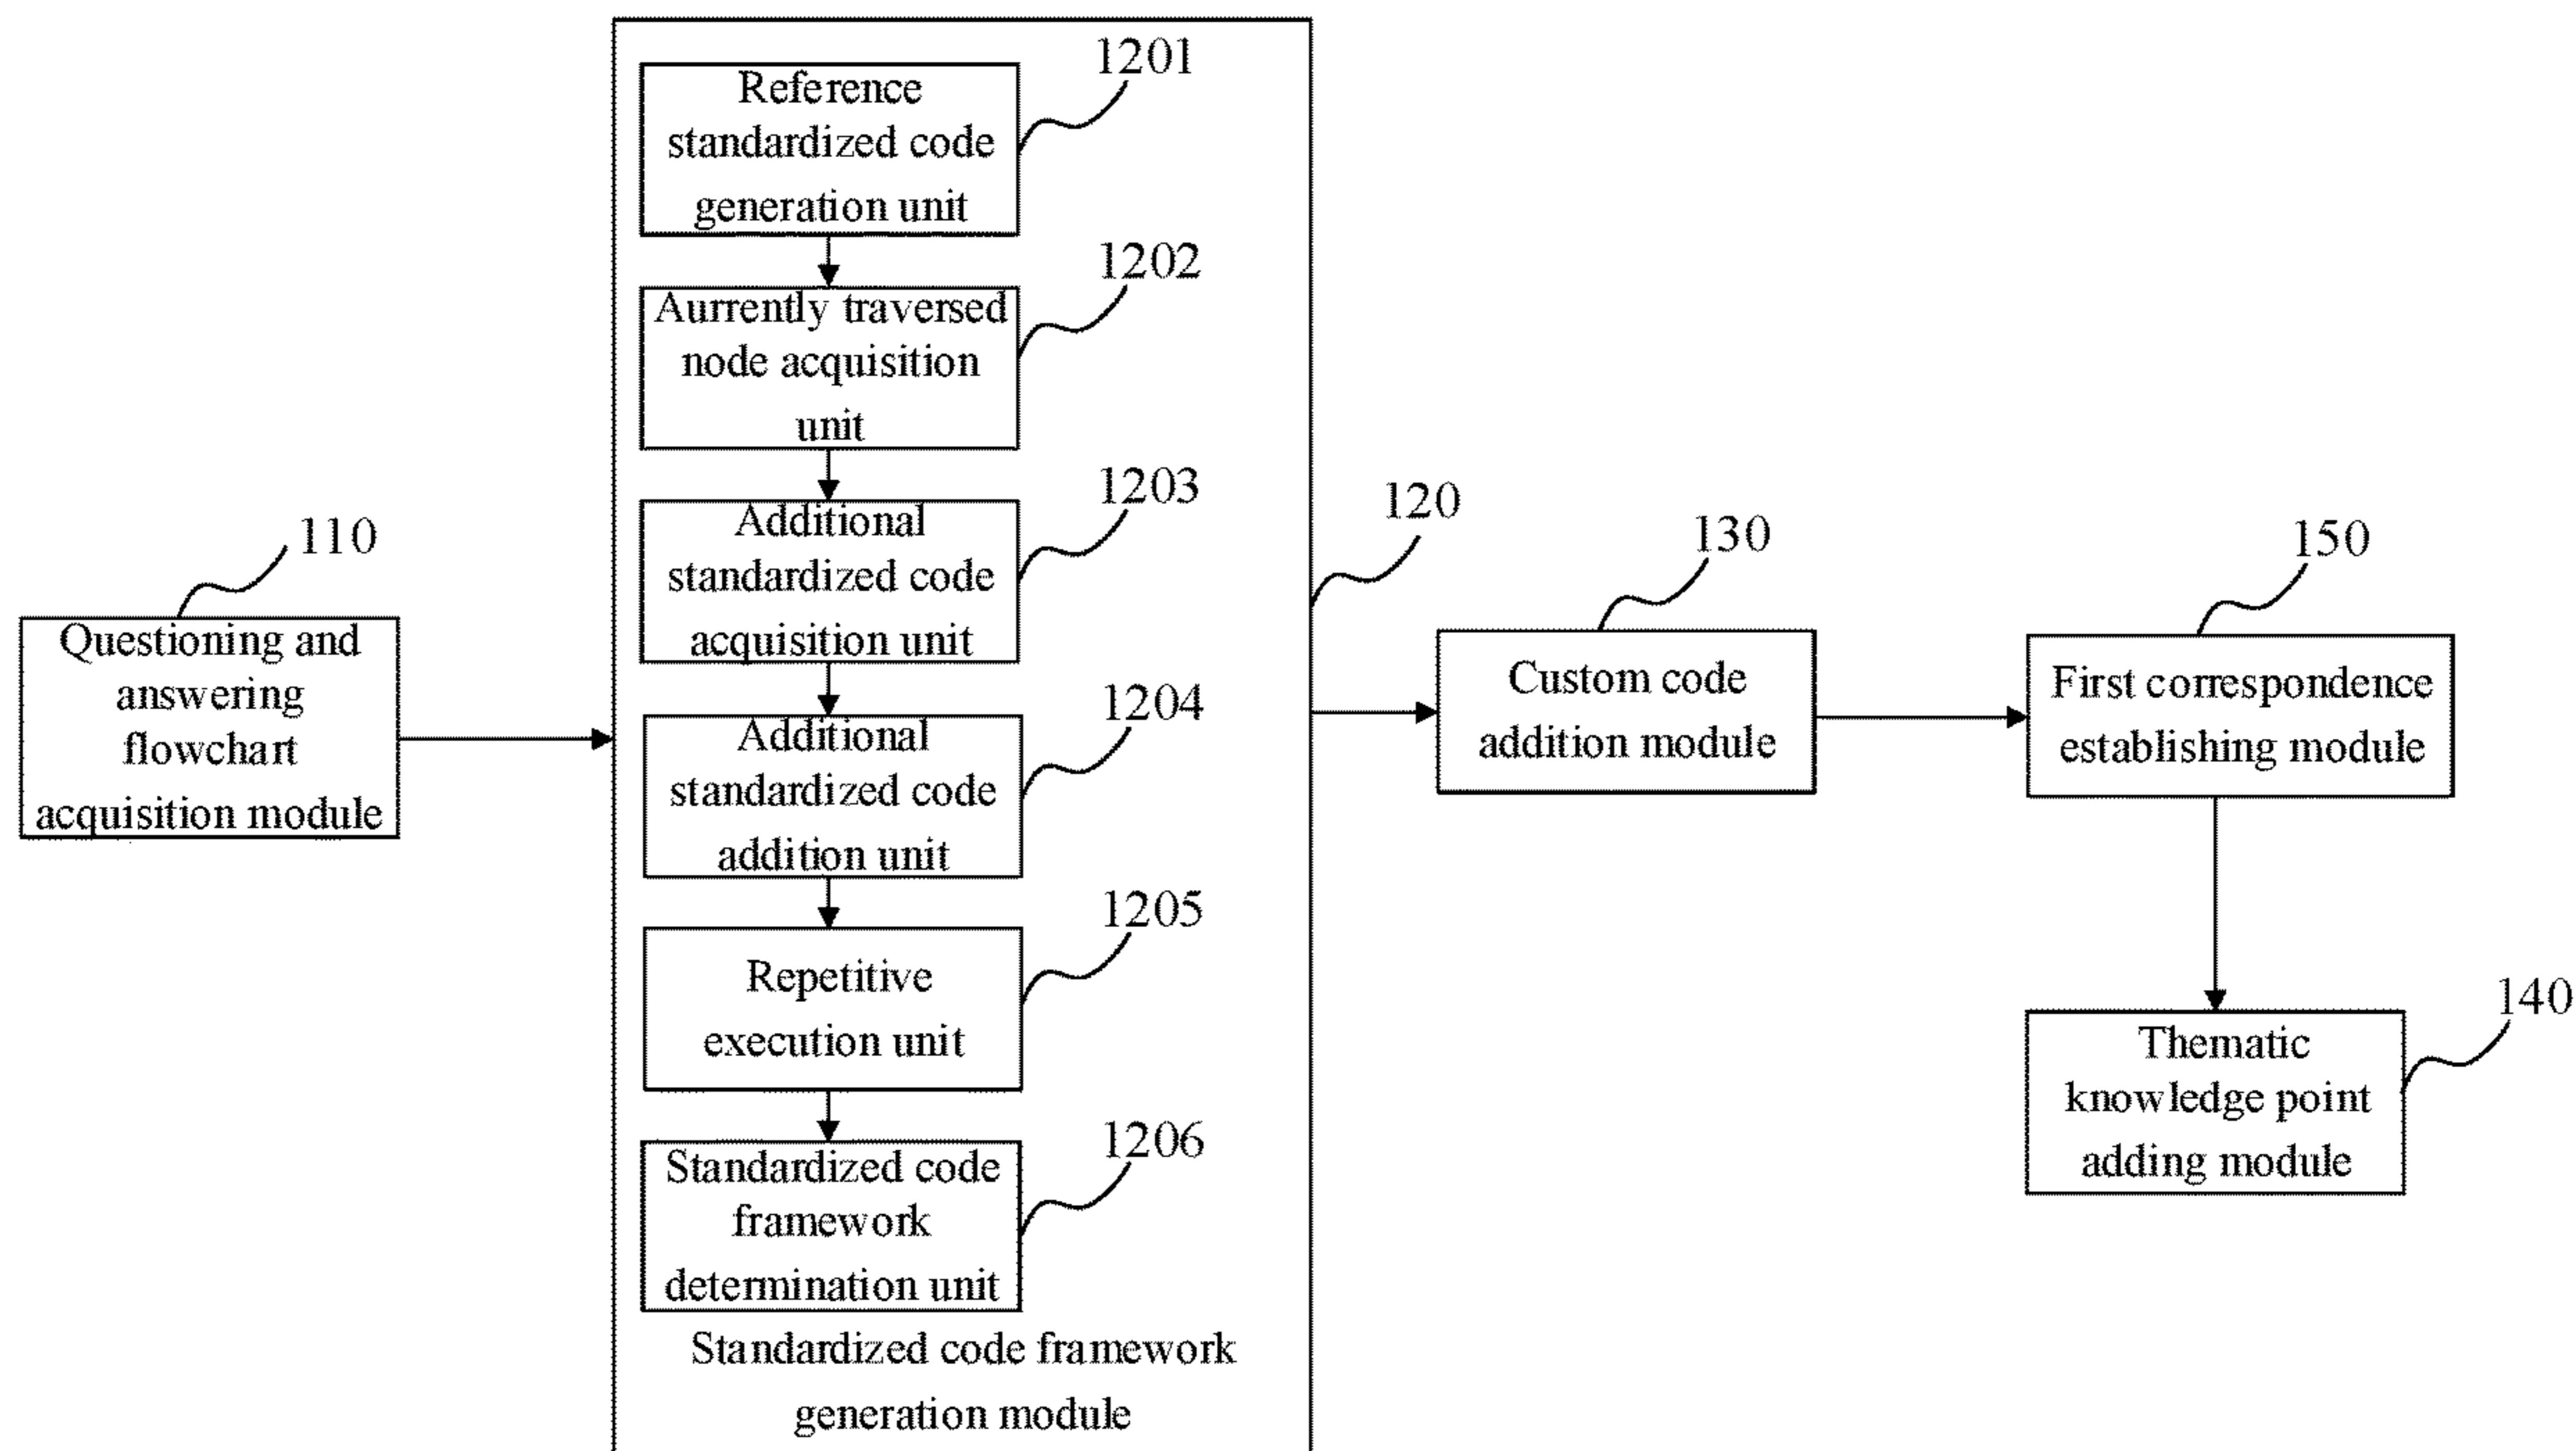 110
Questioning and
answering
flowchart
acquisition module
1201
Reference
standardized code
generation unit
1202
Aurrently traversed
node acquisition
unit
1203
Additional
standardized code
acquisition unit
1204
Additional
standardized code
addition unit
1205
Repetitive
execution unit
1206
Standardized code
framework
determination unit
Standardized code framework
generation module
120
130
Custom code
addition module
150
First correspondence
establishing module
140
Thematic
knowledge point
adding module